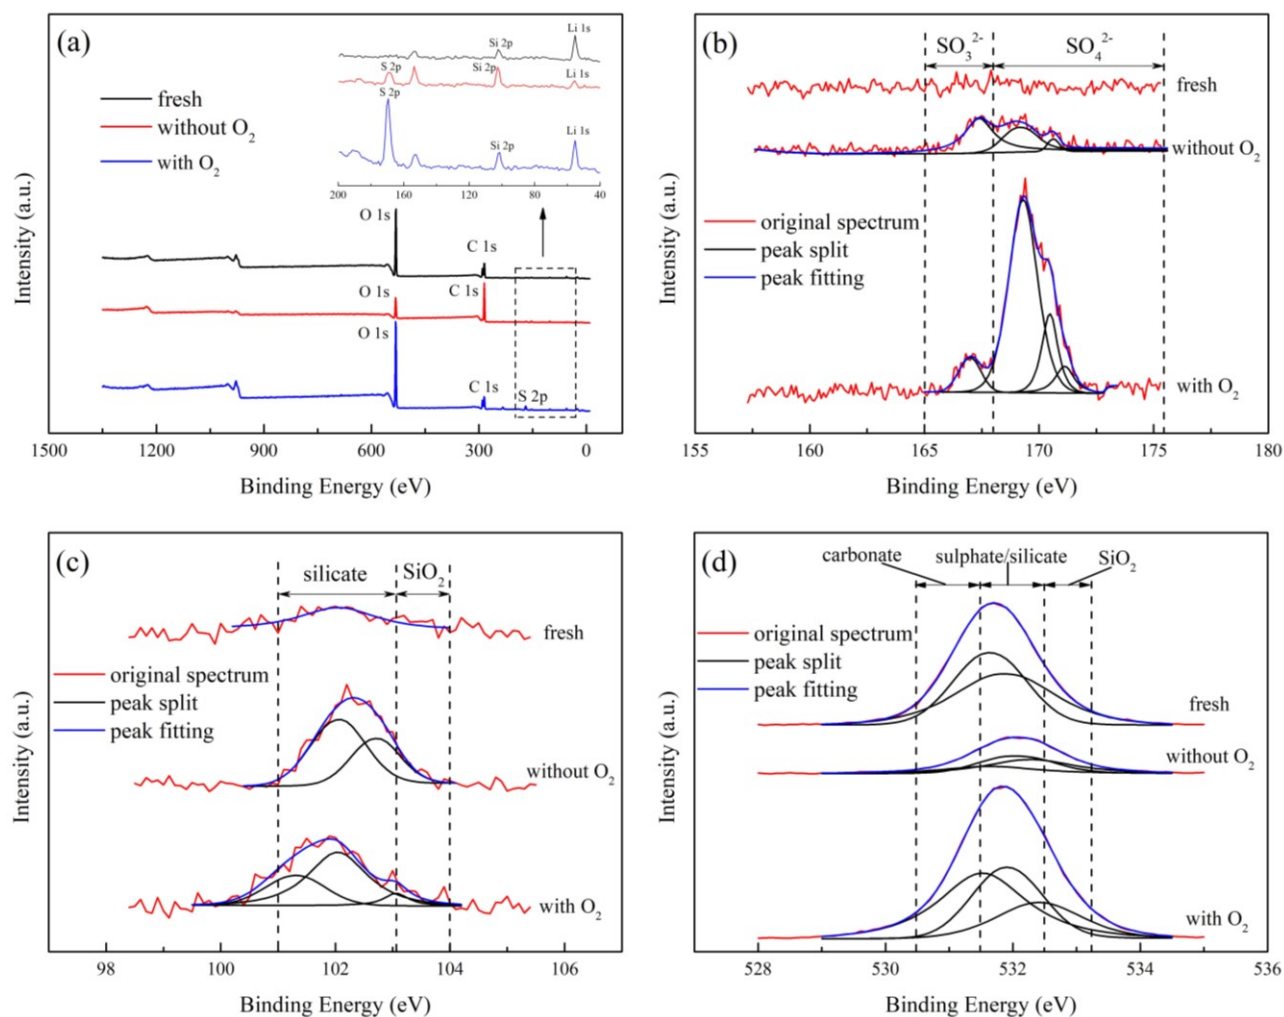 (a)
Li 1s
Si 2p
S 2p
Si 2p
Li 1s
S 2p
Si 2p
Li 1s
fresh
without O₂
with O₂
200 160 120 80 40
O 1s
C 1s
O 1s
C 1s
O 1s
C 1s
S 2p
Intensity (a.u.)
1500 1200 900 600 300 0
Binding Energy (eV)
(b)
SO₃²⁻
SO₄²⁻
fresh
without O₂
original spectrum
peak split
peak fitting
with O₂
Intensity (a.u.)
155 160 165 170 175 180
Binding Energy (eV)
(c)
silicate
SiO₂
fresh
original spectrum
peak split
peak fitting
without O₂
with O₂
Intensity (a.u.)
98 100 102 104 106
Binding Energy (eV)
(d)
carbonate
sulphate/silicate
SiO₂
original spectrum
peak split
peak fitting
fresh
without O₂
with O₂
Intensity (a.u.)
528 530 532 534 536
Binding Energy (eV)